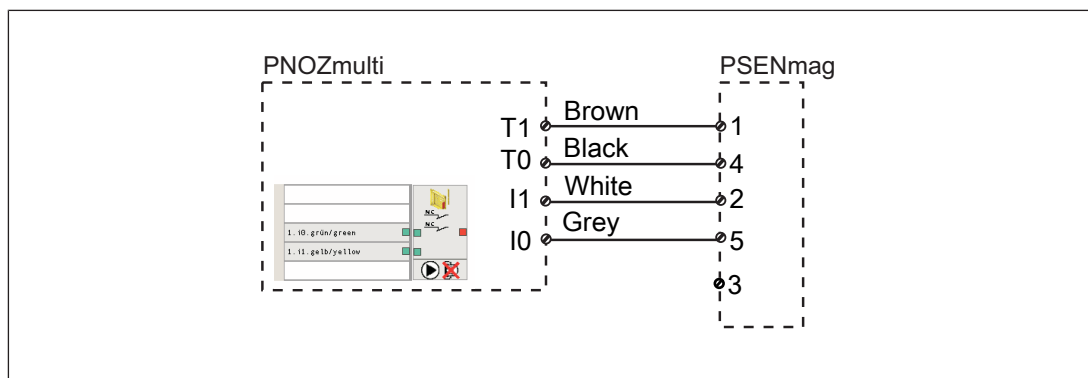 PNOZmulti
PSENmag
T1 Brown 1
T0 Black 4
I1 White 2
I0 Grey 5
3
NC
NC
1.i0.grün/green
1.i1.gelb/yellow